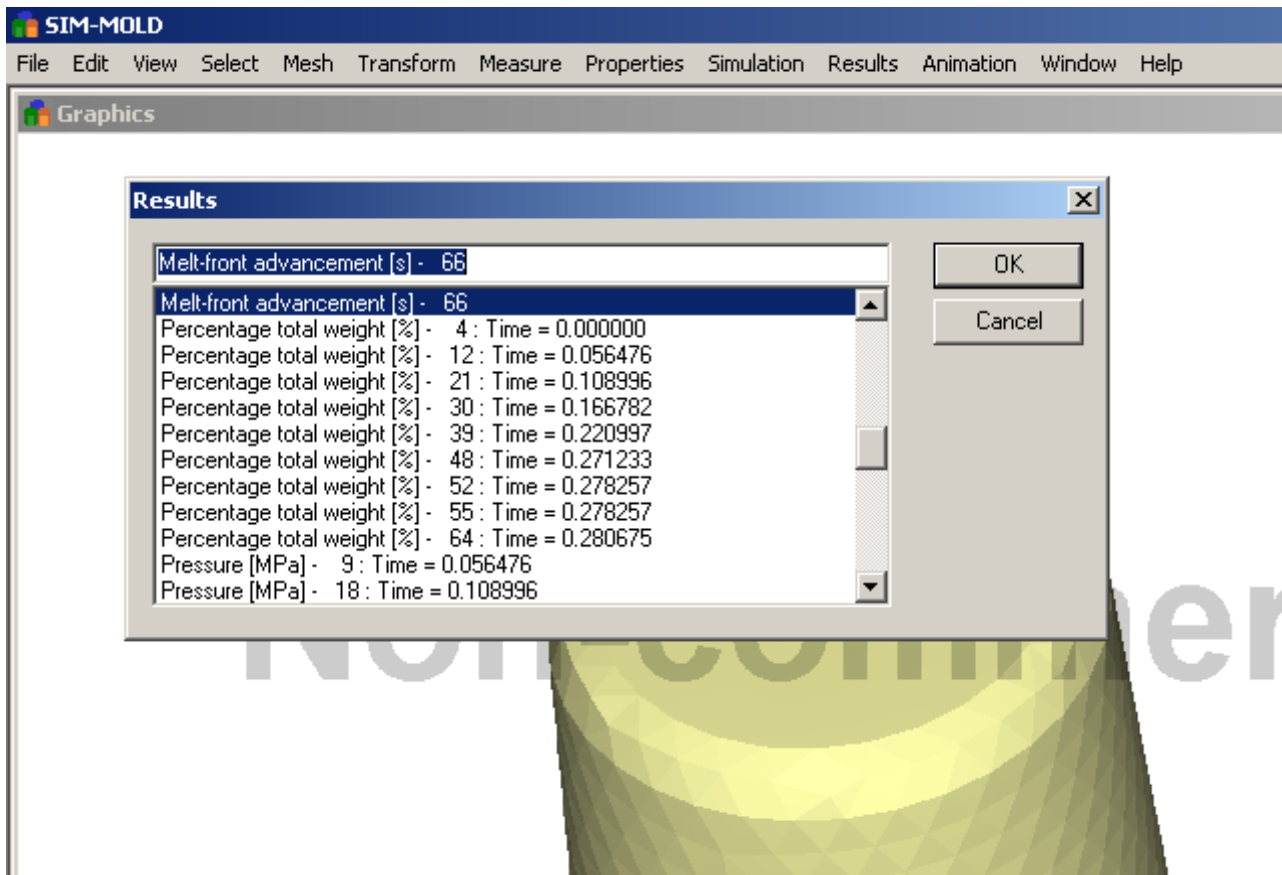 SIM-MOLD
File Edit View Select Mesh Transform Measure Properties Simulation Results Animation Window Help
Graphics
Results
Melt-front advancement [s] - 66
OK
Melt-front advancement [s] - 66
Cancel
Percentage total weight [%] - 4 : Time = 0.000000
Percentage total weight [%] - 12 : Time = 0.056476
Percentage total weight [%] - 21 : Time = 0.108996
Percentage total weight [%] - 30 : Time = 0.166782
Percentage total weight [%] - 39 : Time = 0.220997
Percentage total weight [%] - 48 : Time = 0.271233
Percentage total weight [%] - 52 : Time = 0.278257
Percentage total weight [%] - 55 : Time = 0.278257
Percentage total weight [%] - 64 : Time = 0.280675
Pressure [MPa] - 9 : Time = 0.056476
Pressure [MPa] - 18 : Time = 0.108996
Non-commer